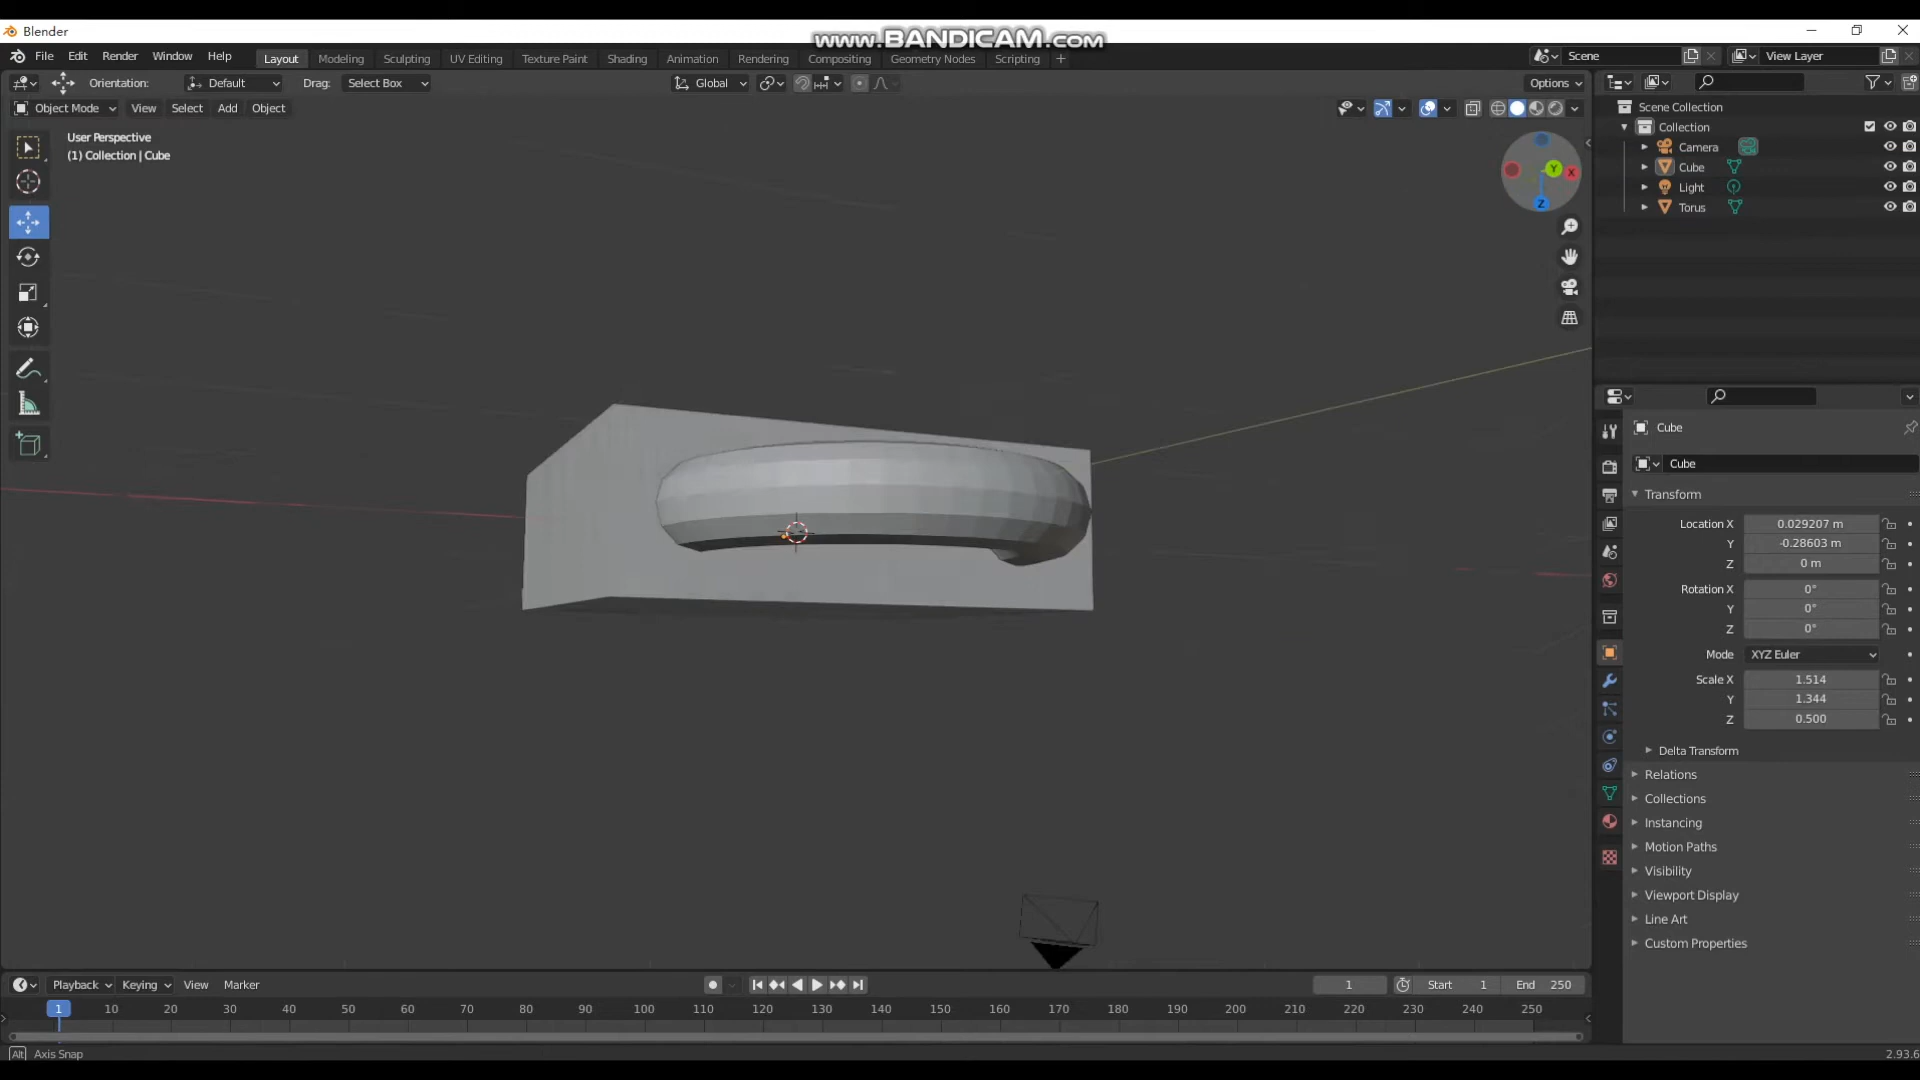 www.BANDICAM.com
Blender
File Edit Render Window Help Layout Modeling Sculpting UV Editing Texture Paint Shading Animation Rendering Compositing Geometry Nodes Scripting + Scene View Layer
Orientation: Default Drag: Select Box Global Options
Object Mode View Select Add Object
User Perspective
(1) Collection | Cube
Y
X
Z
Scene Collection
Collection
Camera
Cube
Light
Torus
Cube
Cube
Transform
Location X 0.029207 m
Y -0.28603 m
Z 0 m
Rotation X 0°
Y 0°
Z 0°
Mode XYZ Euler
Scale X 1.514
Y 1.344
Z 0.500
Delta Transform
Relations
Collections
Instancing
Motion Paths
Visibility
Viewport Display
Line Art
Custom Properties
Playback Keying View Marker 1 Start 1 End 250
1 10 20 30 40 50 60 70 80 90 100 110 120 130 140 150 160 170 180 190 200 210 220 230 240 250
Alt Axis Snap 2.93.6